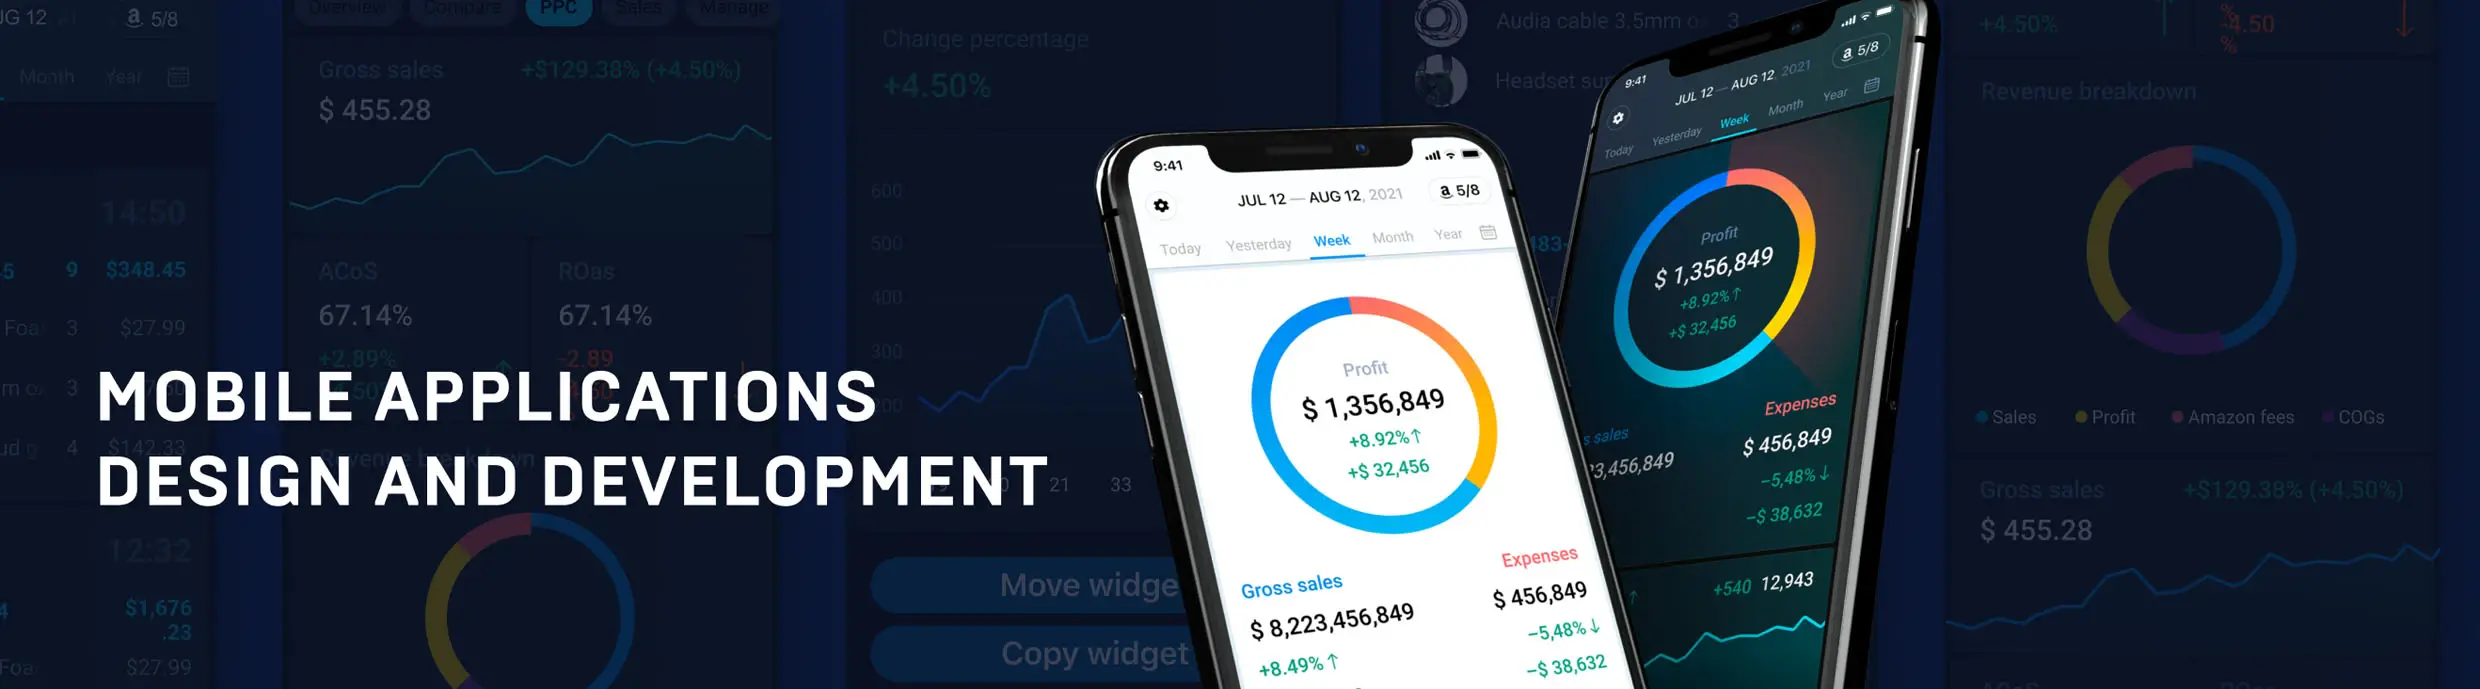 MOBILE APPLICATIONS
DESIGN AND DEVELOPMENT
JUG 12
a 5/8
Month Year
14:50
9 $348.45
Foa 3 $27.99
3
4 $142.33
12:32
$1,676
.23
$27.99
Overview Compare PPC Sales Manage
Gross sales +$129.38% (+4.50%)
$ 455.28
ACoS ROas
67.14% 67.14%
+2.89% -2.89
Revenue breakdown
Change percentage
+4.50%
600
500
400
300
21 33
Move widge
Copy widget
Audia cable 3.5mm ox 3
Headset sur
9:41
JUL 12 — AUG 12, 2021
a 5/8
Today Yesterday Week Month Year
Profit
$ 1,356,849
+8.92%↑
+$ 32,456
Gross sales Expenses
$ 8,223,456,849 $ 456,849
+8.49%↑ -5,48%↓
-$ 38,632
9:41
JUL 12 — AUG 12, 2021
a 5/8
Today Yesterday Week Month Year
Profit
$ 1,356,849
+8.92%↑
+$ 32,456
s sales Expenses
23,456,849 $ 456,849
-5,48%↓
-$ 38,632
+540 12,943
+4.50% -4.50
%
Revenue breakdown
Sales Profit Amazon fees COGs
Gross sales +$129.38% (+4.50%)
$ 455.28